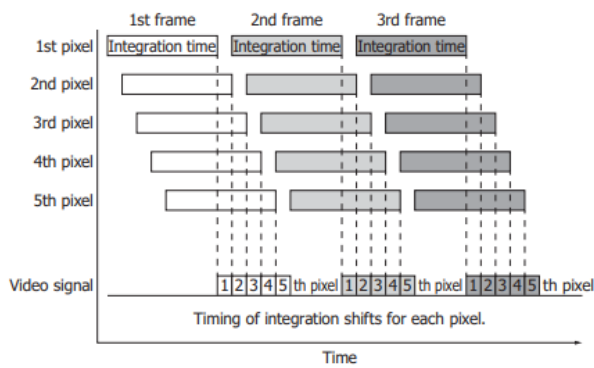 1st frame 2nd frame 3rd frame
1st pixel Integration time Integration time Integration time
2nd pixel
3rd pixel
4th pixel
5th pixel
Video signal 1 2 3 4 5 th pixel 1 2 3 4 5 th pixel 1 2 3 4 5 th pixel
Timing of integration shifts for each pixel.
Time